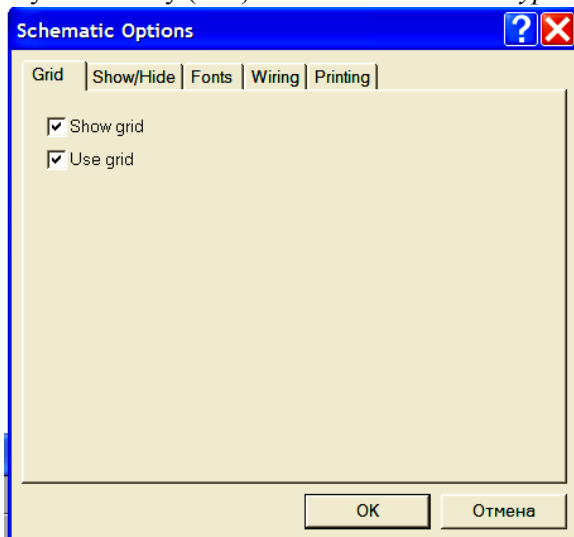 Schematic Options
Grid Show/Hide Fonts Wiring Printing
Show grid
Use grid
OK Отмена